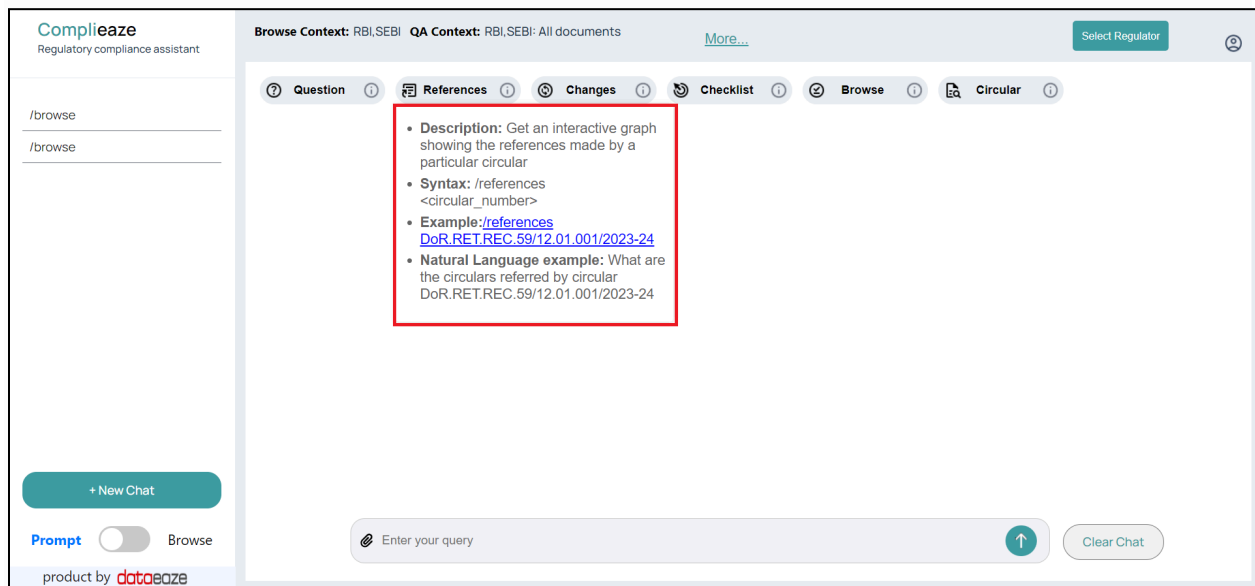 Complieaze
Regulatory compliance assistant
/browse
/browse
+ New Chat
Prompt Browse
product by dataeaze
Browse Context: RBI,SEBI QA Context: RBI,SEBI: All documents
More...
Select Regulator
Question References Changes Checklist Browse Circular
• Description: Get an interactive graph
showing the references made by a
particular circular
• Syntax: /references
<circular_number>
• Example:/references
DoR.RET.REC.59/12.01.001/2023-24
• Natural Language example: What are
the circulars referred by circular
DoR.RET.REC.59/12.01.001/2023-24
Enter your query
Clear Chat